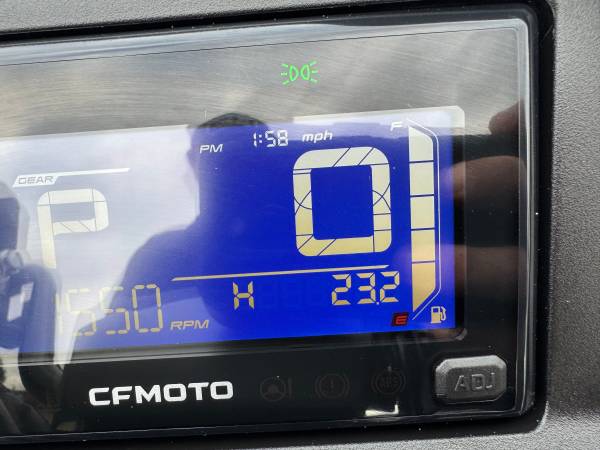 PM 1:58 mph
F
GEAR
P
0
H 23.2
1550 RPM
E
CFMOTO
ADJ